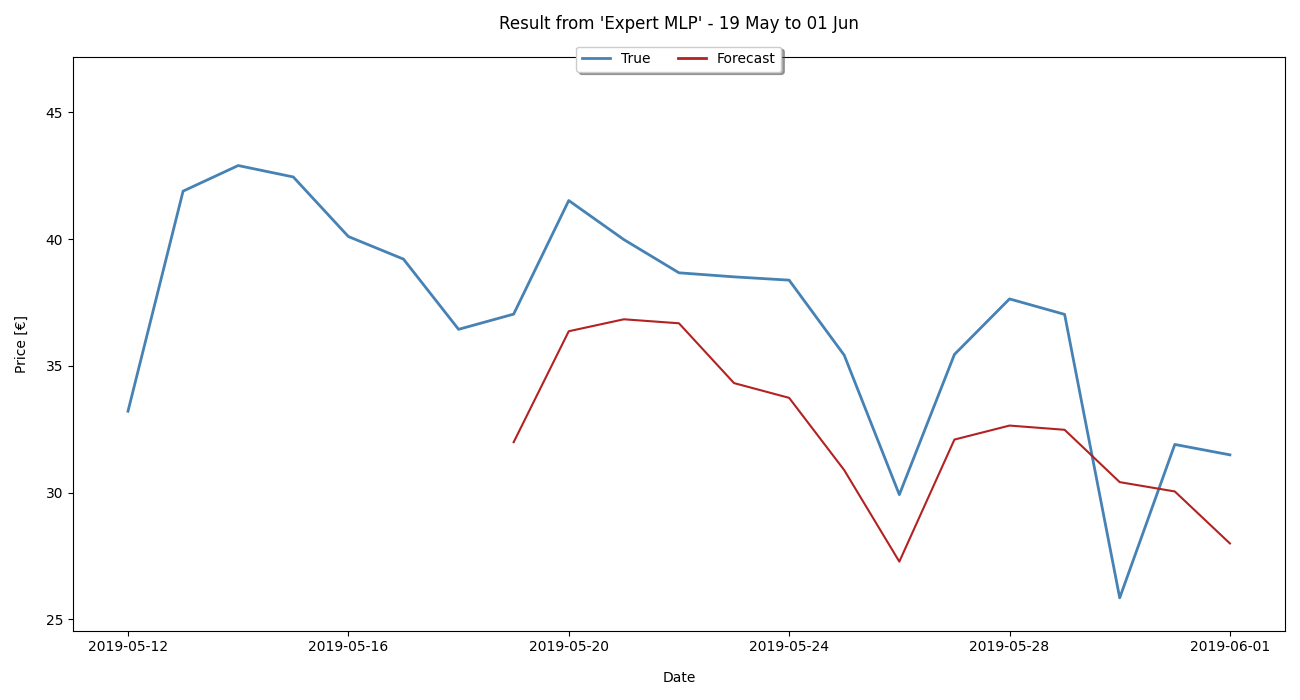 Result from 'Expert MLP' - 19 May to 01 Jun
True Forecast
45
40
35
30
25
Price [€]
2019-05-12 2019-05-16 2019-05-20 2019-05-24 2019-05-28 2019-06-01
Date